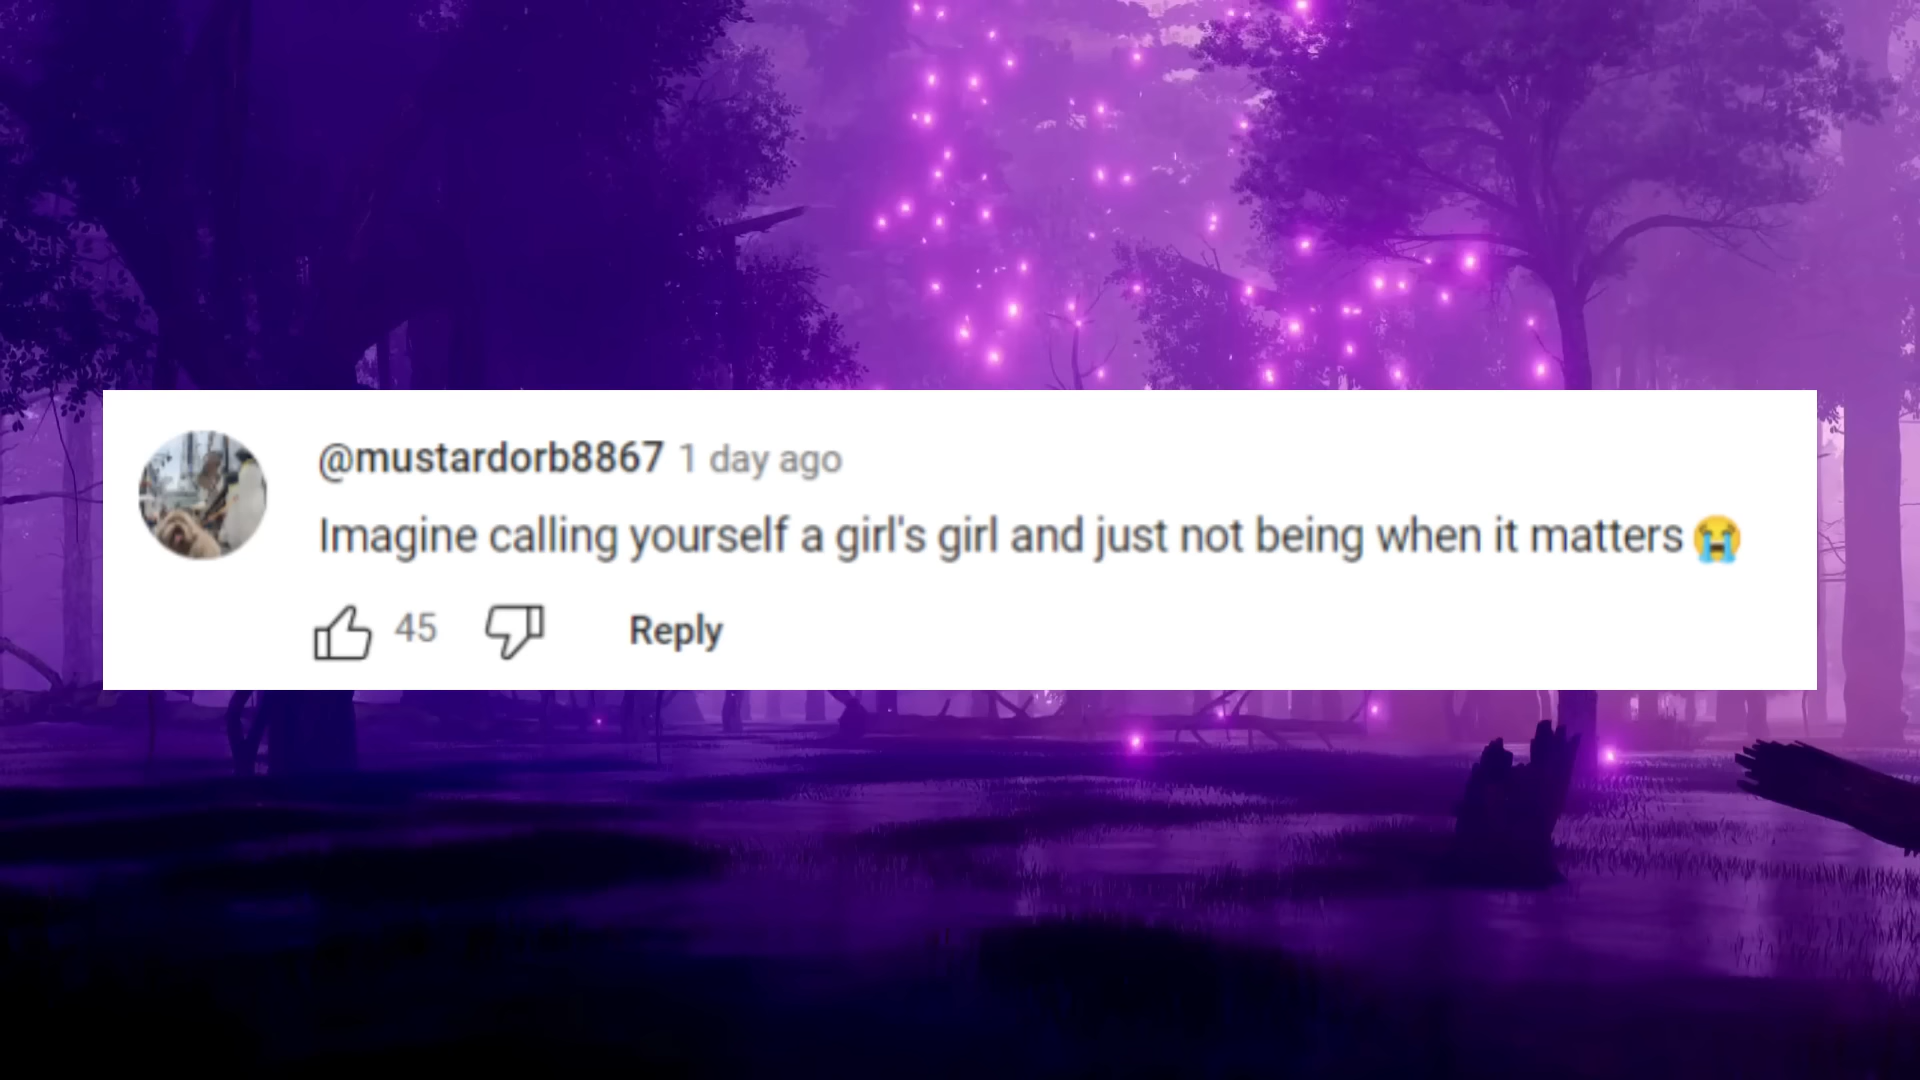 @mustardorb8867 1 day ago
Imagine calling yourself a girl's girl and just not being when it matters 😭
45 Reply